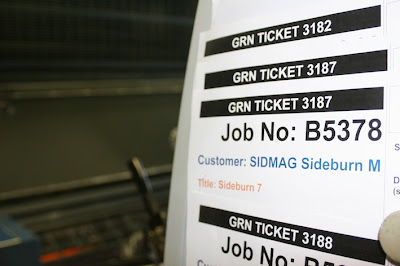 GRN TICKET 3182
GRN TICKET 3187
GRN TICKET 3187
Job No: B5378
Customer: SIDMAG Sideburn M
Title: Sideburn 7
GRN TICKET 3188
Job No: